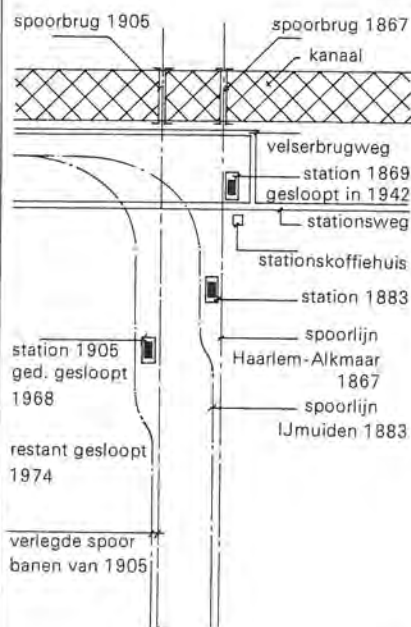 spoorbrug 1905
spoorbrug 1867
kanaal
velserbrugweg
station 1869
gesloopt in 1942
stationsweg
stationskoffiehuis
station 1883
station 1905
ged. gesloopt
1968
spoorlijn
Haarlem-Alkmaar
1867
spoorlijn
IJmuiden 1883
restant gesloopt
1974
verlegde spoor
banen van 1905